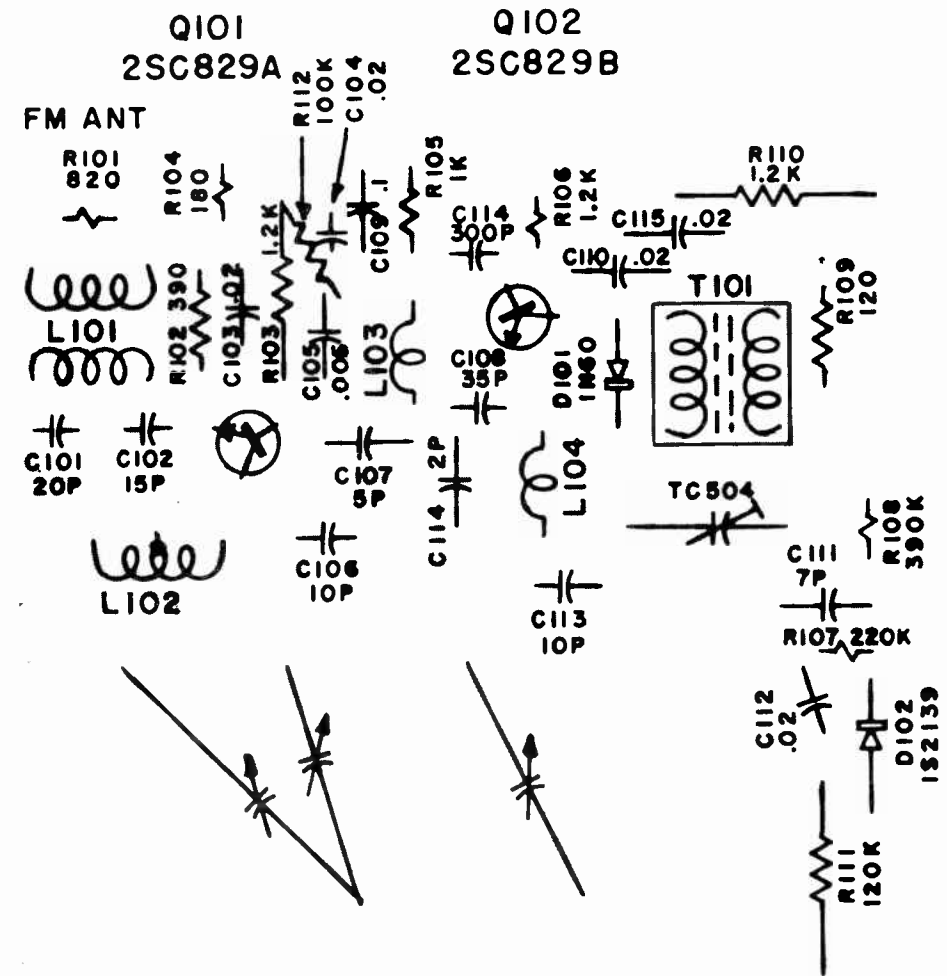 Q101
2SC829A
Q102
2SC829B
FM ANT
R112
100K
C104
.02
R101
820
R104
180
C109 .1
R105
1K
R106
1.2K
R110
1.2K
C114
300P
C115 .02
C110 .02
L101
R102 390
C103 .02
R103 1.2K
C105
.005
L103
C108
35P
D101
1N60
T101
R109
120
C101
20P
C102
15P
C107
5P
C114 2P
L104
TC504
R108
390K
L102
C106
10P
C113
10P
C111
7P
R107 220K
C112
.02
D102
1S2139
R111
120K